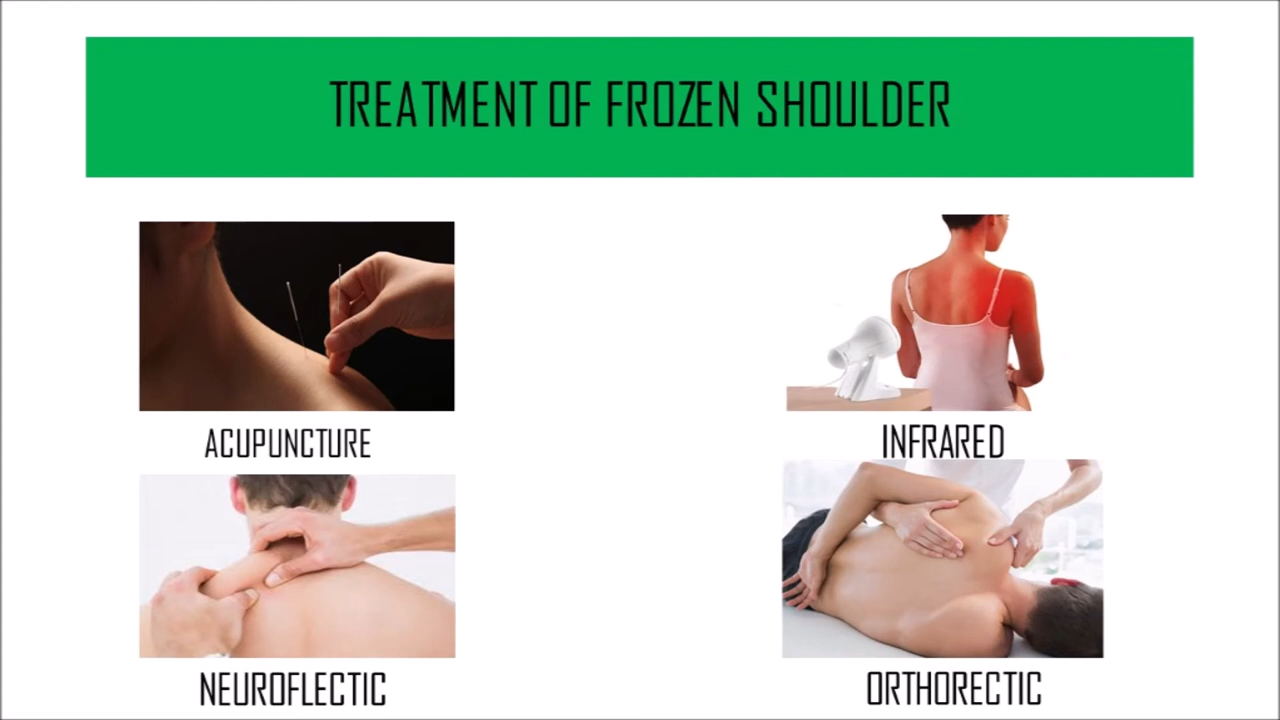 TREATMENT OF FROZEN SHOULDER
ACUPUNCTURE
INFRARED
NEUROFLECTIC
ORTHORECTIC